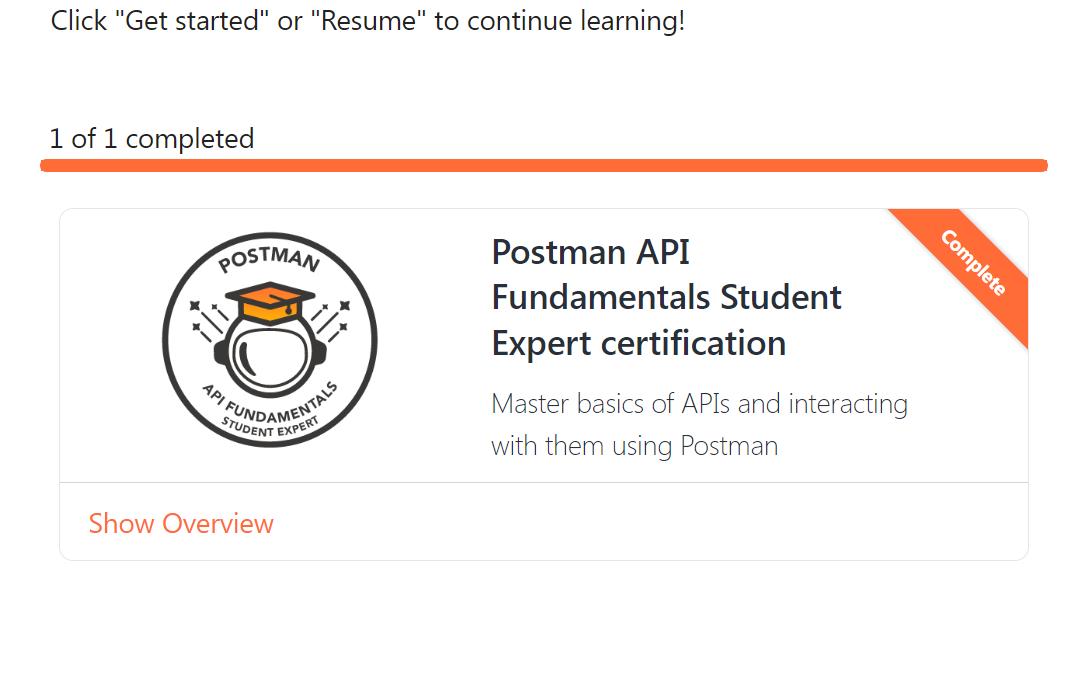 Click "Get started" or "Resume" to continue learning!
1 of 1 completed
Complete
POSTMAN
API FUNDAMENTALS
STUDENT EXPERT
Postman API
Fundamentals Student
Expert certification
Master basics of APIs and interacting
with them using Postman
Show Overview